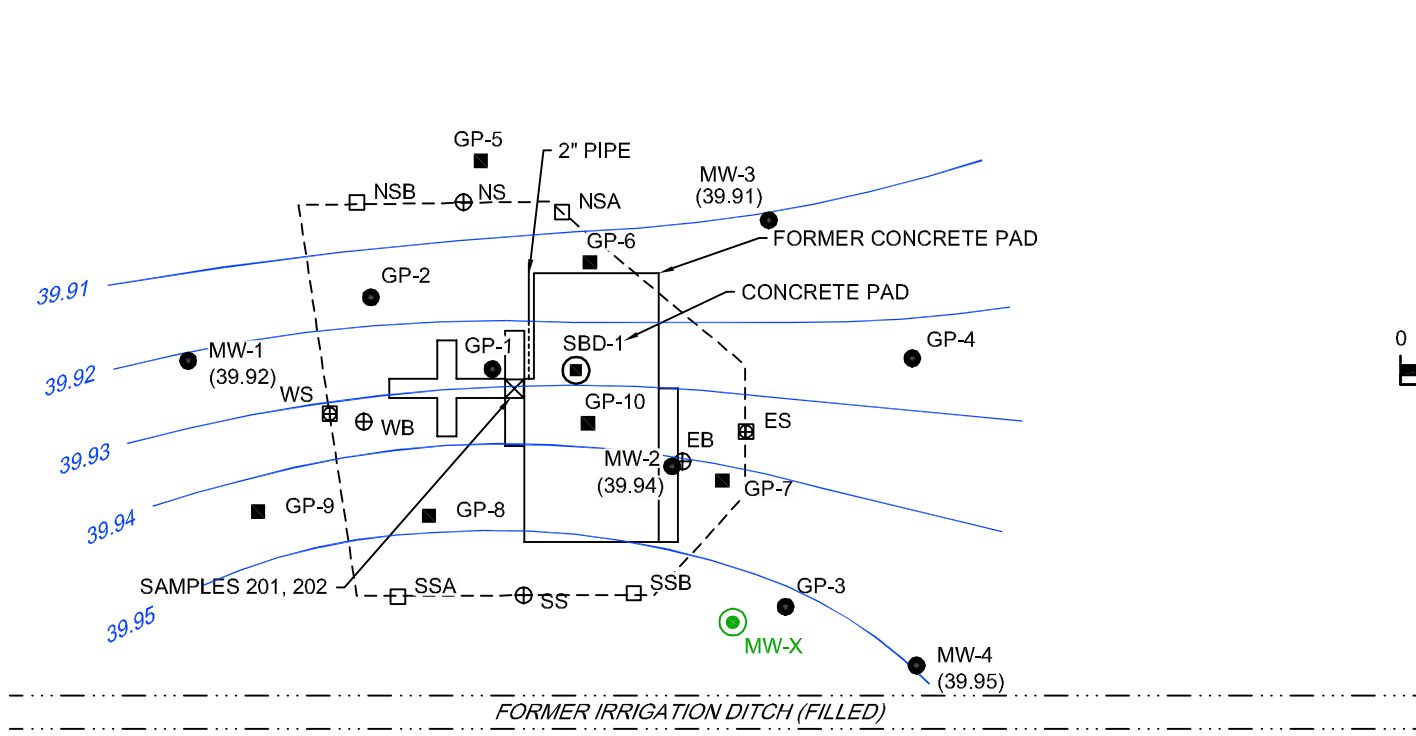 GP-5
2" PIPE
MW-3
(39.91)
NSB
NS
NSA
FORMER CONCRETE PAD
GP-6
GP-2
39.91
CONCRETE PAD
GP-1
SBD-1
GP-4
0
MW-1
(39.92)
39.92
WS
GP-10
WB
ES
EB
39.93
MW-2
(39.94)
GP-7
GP-9
GP-8
39.94
SAMPLES 201, 202
SSA
SS
SSB
GP-3
39.95
MW-X
MW-4
(39.95)
FORMER IRRIGATION DITCH (FILLED)